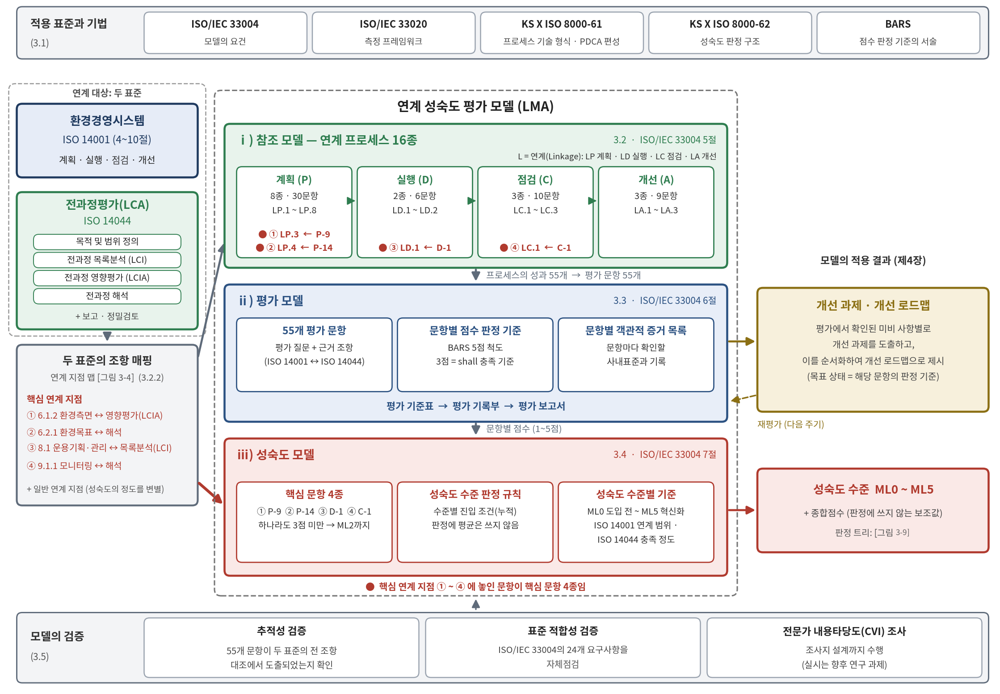 적용 표준과 기법
(3.1)
ISO/IEC 33004
모델의 요건
ISO/IEC 33020
측정 프레임워크
KS X ISO 8000-61
프로세스 기술 형식 · PDCA 편성
KS X ISO 8000-62
성숙도 판정 구조
BARS
점수 판정 기준의 서술
연계 대상: 두 표준
환경경영시스템
ISO 14001 (4~10절)
계획 · 실행 · 점검 · 개선
전과정평가(LCA)
ISO 14044
목적 및 범위 정의
전과정 목록분석 (LCI)
전과정 영향평가 (LCIA)
전과정 해석
+ 보고 · 정밀검토
두 표준의 조항 매핑
연계 지점 맵 [그림 3-4] (3.2.2)
핵심 연계 지점
① 6.1.2 환경측면 ↔ 영향평가(LCIA)
② 6.2.1 환경목표 ↔ 해석
③ 8.1 운용기획·관리 ↔ 목록분석(LCI)
④ 9.1.1 모니터링 ↔ 해석
+ 일반 연계 지점 (성숙도의 정도를 변별)
연계 성숙도 평가 모델 (LMA)
i ) 참조 모델 — 연계 프로세스 16종
3.2 · ISO/IEC 33004 5절
L = 연계(Linkage): LP 계획 · LD 실행 · LC 점검 · LA 개선
계획 (P)
8종 · 30문항
LP.1 ~ LP.8
● ① LP.3 ← P-9
● ② LP.4 ← P-14
실행 (D)
2종 · 6문항
LD.1 ~ LD.2
● ③ LD.1 ← D-1
점검 (C)
3종 · 10문항
LC.1 ~ LC.3
● ④ LC.1 ← C-1
개선 (A)
3종 · 9문항
LA.1 ~ LA.3
프로세스의 성과 55개 → 평가 문항 55개
ii ) 평가 모델
3.3 · ISO/IEC 33004 6절
55개 평가 문항
평가 질문 + 근거 조항
(ISO 14001 ↔ ISO 14044)
문항별 점수 판정 기준
BARS 5점 척도
3점 = shall 충족 기준
문항별 객관적 증거 목록
문항마다 확인할
사내표준과 기록
평가 기준표 → 평가 기록부 → 평가 보고서
문항별 점수 (1~5점)
iii) 성숙도 모델
3.4 · ISO/IEC 33004 7절
핵심 문항 4종
① P-9 ② P-14 ③ D-1 ④ C-1
하나라도 3점 미만 → ML2까지
성숙도 수준 판정 규칙
수준별 진입 조건(누적)
판정에 평균은 쓰지 않음
성숙도 수준별 기준
ML0 도입 전 ~ ML5 혁신화
ISO 14001 연계 범위 ·
ISO 14044 충족 정도
● 핵심 연계 지점 ① ~ ④ 에 놓인 문항이 핵심 문항 4종임
모델의 적용 결과 (제4장)
개선 과제 · 개선 로드맵
평가에서 확인된 미비 사항별로
개선 과제를 도출하고,
이를 순서화하여 개선 로드맵으로 제시
(목표 상태 = 해당 문항의 판정 기준)
재평가 (다음 주기)
성숙도 수준 ML0 ~ ML5
+ 종합점수 (판정에 쓰지 않는 보조값)
판정 트리: [그림 3-9]
모델의 검증
(3.5)
추적성 검증
55개 문항이 두 표준의 전 조항
대조에서 도출되었는지 확인
표준 적합성 검증
ISO/IEC 33004의 24개 요구사항을
자체점검
전문가 내용타당도(CVI) 조사
조사지 설계까지 수행
(실시는 향후 연구 과제)